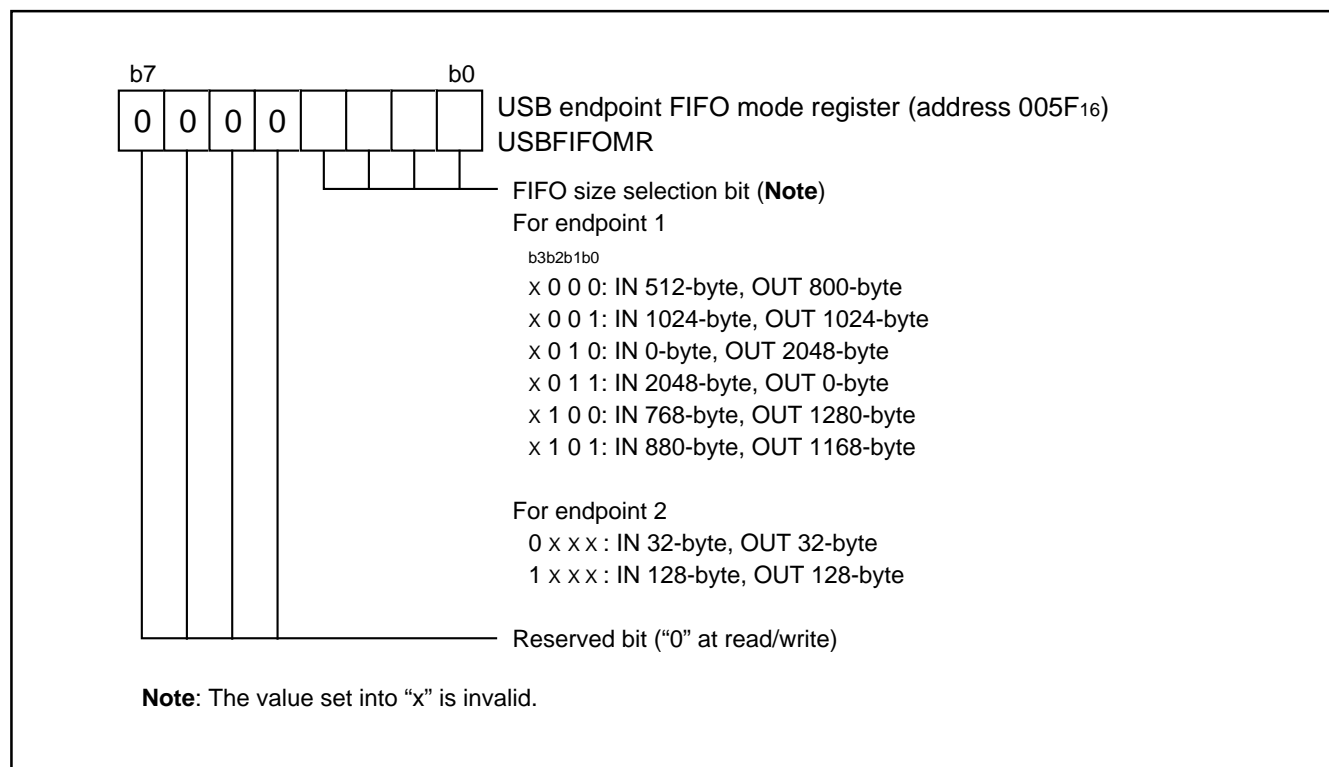 b7 b0
0 0 0 0 USB endpoint FIFO mode register (address 005F16)
USBFIFOMR
FIFO size selection bit (Note)
For endpoint 1
b3b2b1b0
x 0 0 0: IN 512-byte, OUT 800-byte
x 0 0 1: IN 1024-byte, OUT 1024-byte
x 0 1 0: IN 0-byte, OUT 2048-byte
x 0 1 1: IN 2048-byte, OUT 0-byte
x 1 0 0: IN 768-byte, OUT 1280-byte
x 1 0 1: IN 880-byte, OUT 1168-byte
For endpoint 2
0 x x x : IN 32-byte, OUT 32-byte
1 x x x : IN 128-byte, OUT 128-byte
Reserved bit (“0” at read/write)
Note: The value set into “x” is invalid.